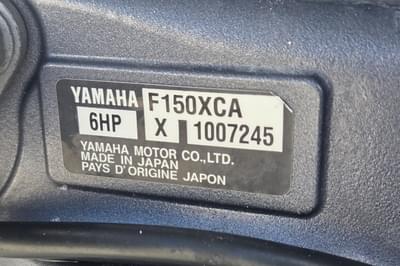 YAMAHA F150XCA
6HP X 1007245
YAMAHA MOTOR CO.,LTD.
MADE IN JAPAN
PAYS D'ORIGINE JAPON